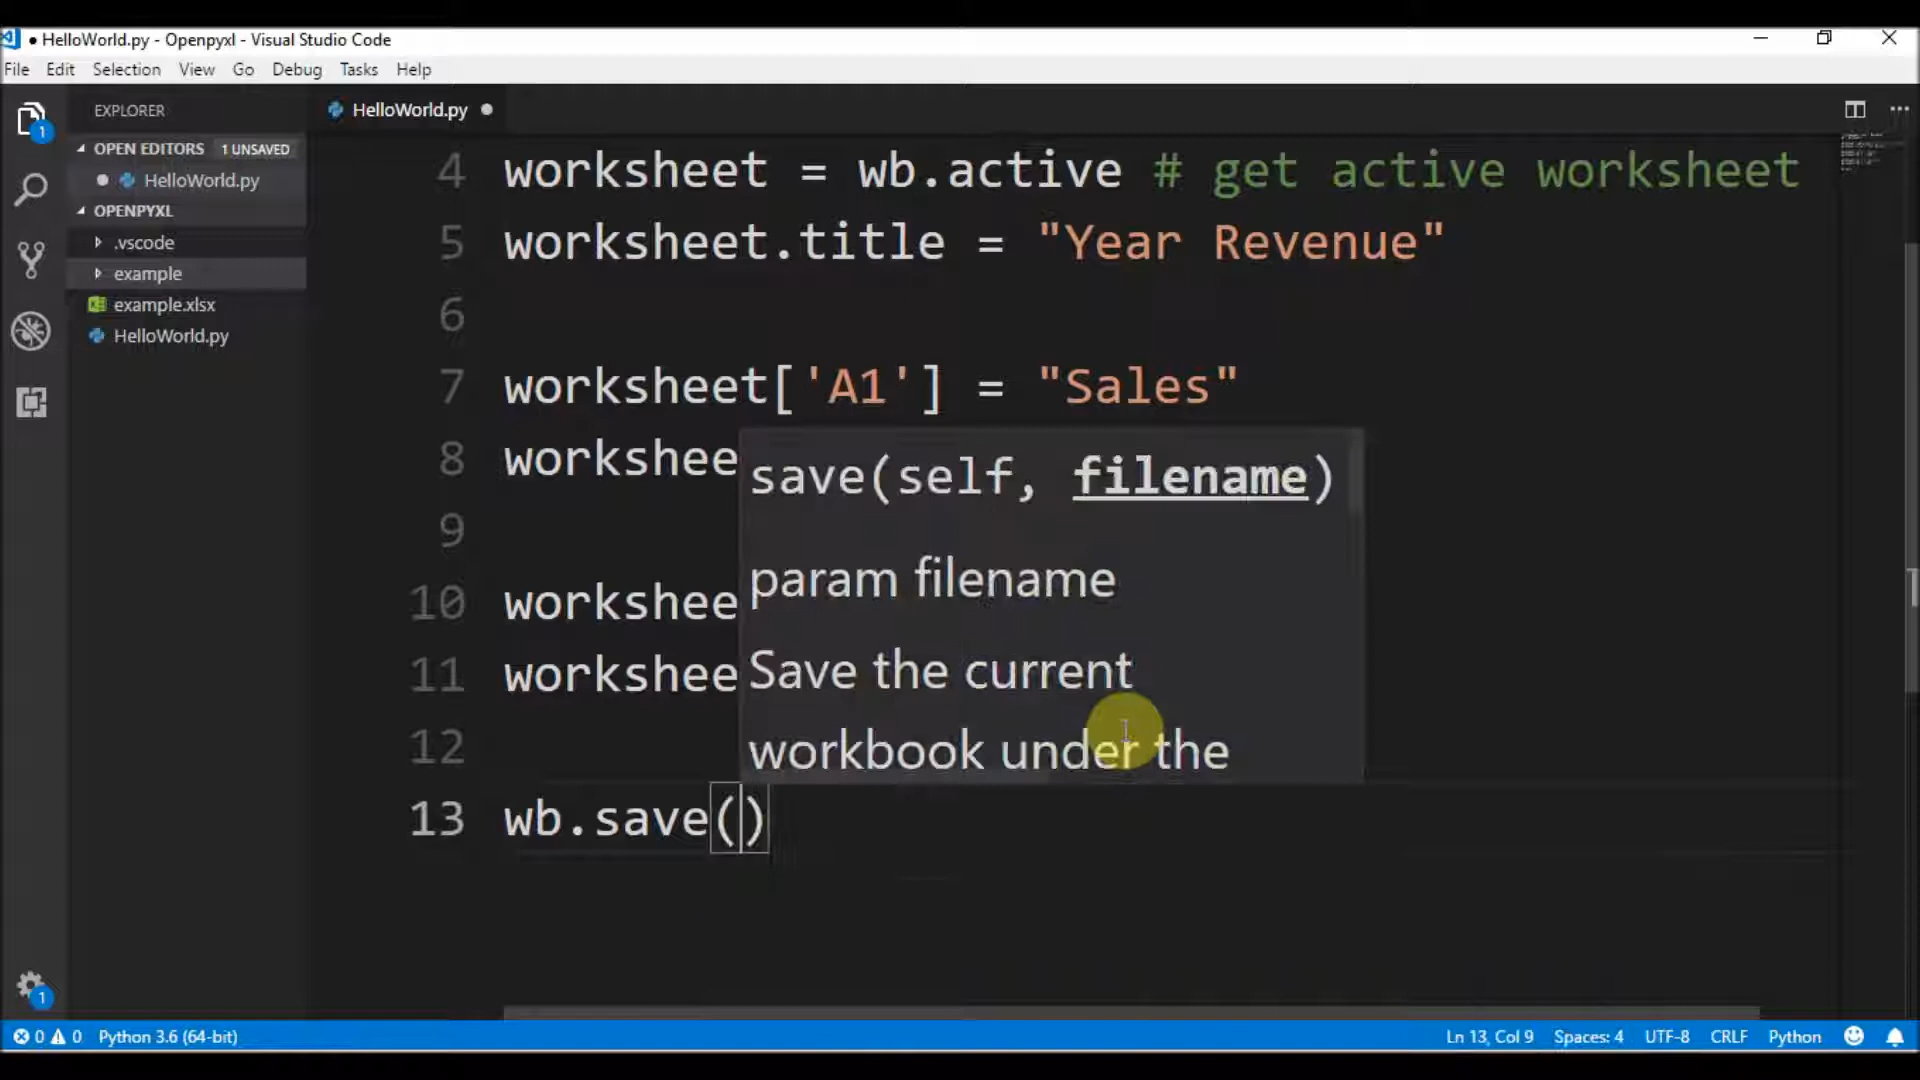 ● HelloWorld.py - Openpyxl - Visual Studio Code
File Edit Selection View Go Debug Tasks Help
EXPLORER
HelloWorld.py
OPEN EDITORS 1 UNSAVED
HelloWorld.py
OPENPYXL
.vscode
example
example.xlsx
HelloWorld.py
1
4 worksheet = wb.active # get active worksheet
5 worksheet.title = "Year Revenue"
6
7 worksheet['A1'] = "Sales"
8 workshee
9
10 workshee
11 workshee
12
13 wb.save()
save(self, filename)
param filename
Save the current
workbook under the
1
0 0 Python 3.6 (64-bit) Ln 13, Col 9 Spaces: 4 UTF-8 CRLF Python